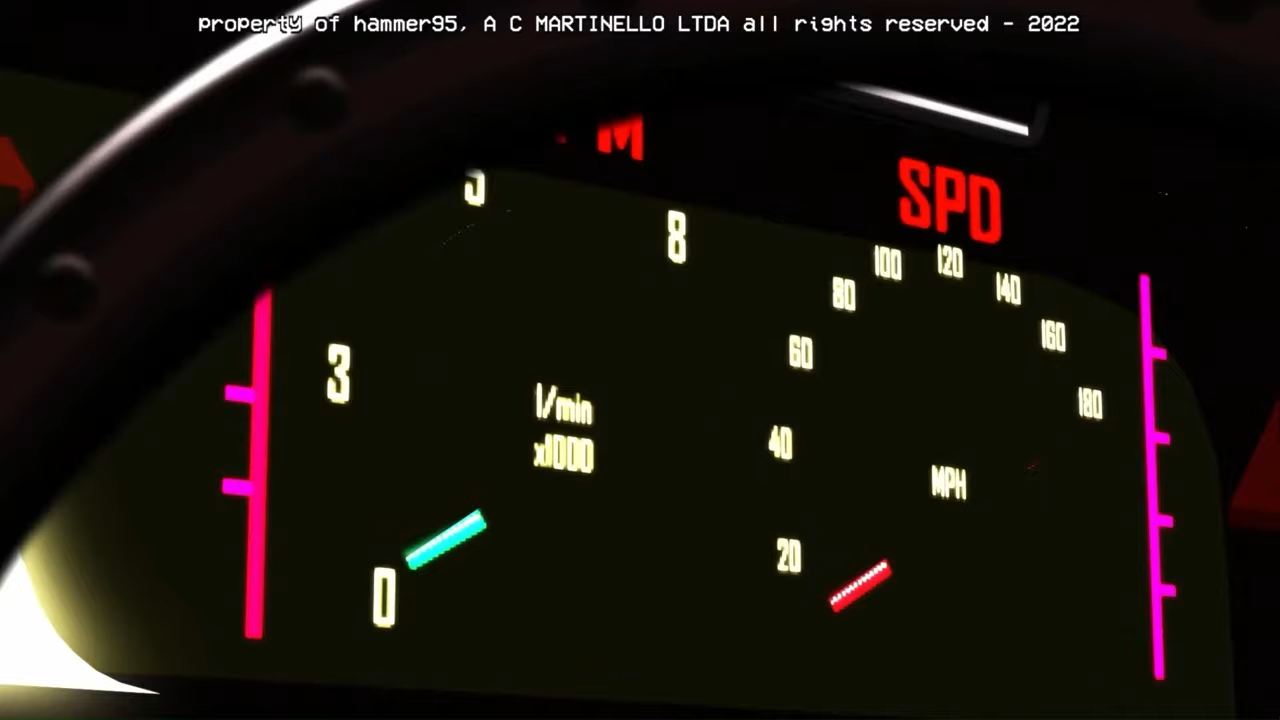 property of hammer95, A C MARTINELLO LTDA all rights reserved - 2022
M
SPD
5
8
100
120
140
80
160
60
3
180
l/min
x1000
40
MPH
20
0